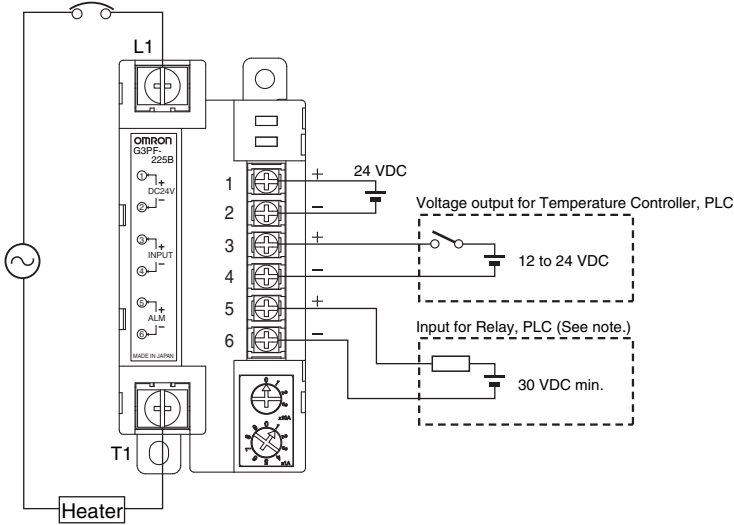 L1
OMRON
G3PF-
225B
1
+
DC24V
2
−
3
+
INPUT
4
−
5
+
ALM
6
−
MADE IN JAPAN
T1
Heater
1
+
24 VDC
2
−
3
+
4
−
5
+
6
−
Voltage output for Temperature Controller, PLC
12 to 24 VDC
Input for Relay, PLC (See note.)
30 VDC min.
x10A
x1A